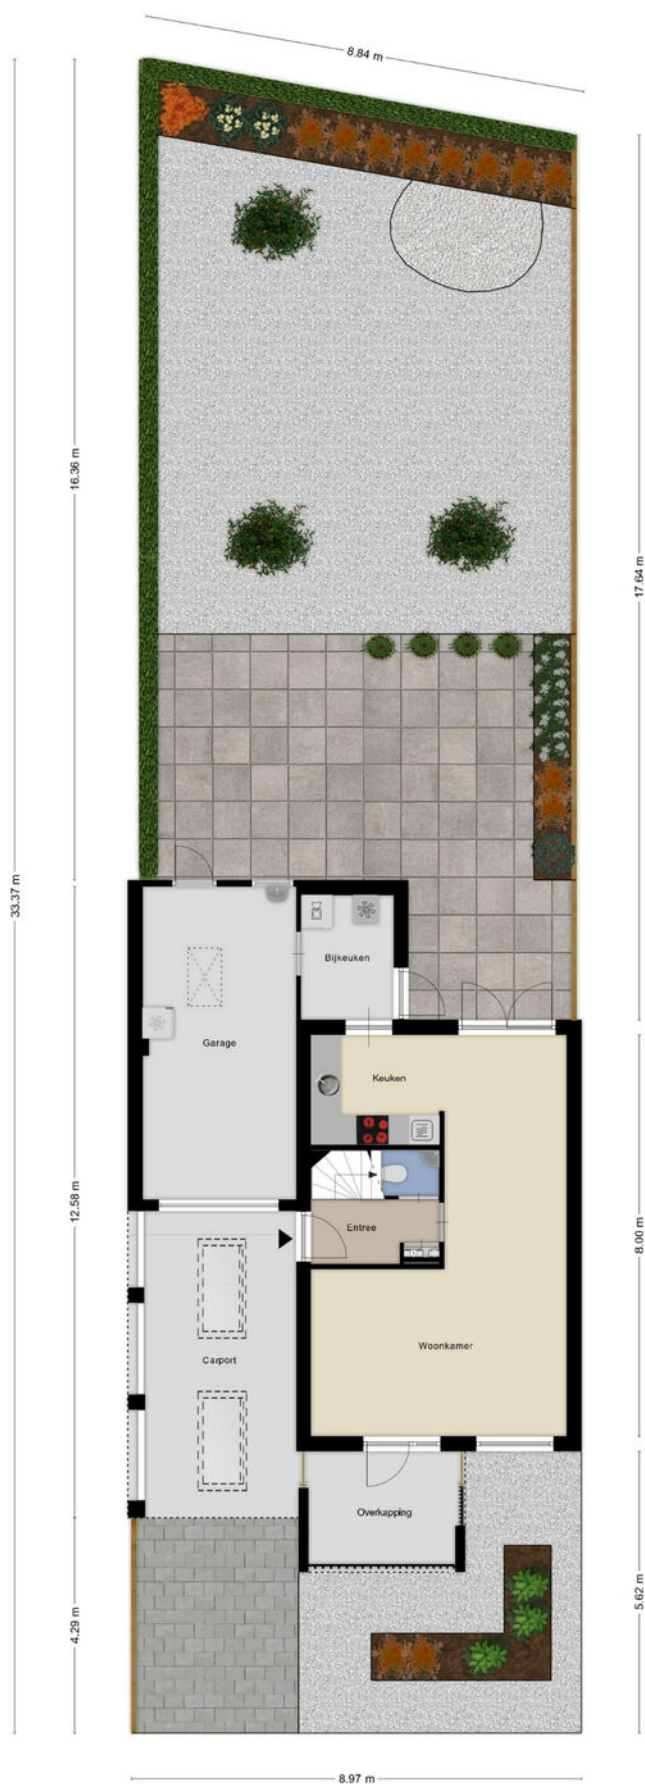 8.84 m
16.36 m
17.64 m
33.37 m
Bijkeuken
Garage
Keuken
12.58 m
Entree
8.00 m
Woonkamer
Carport
Overkapping
5.62 m
4.29 m
8.97 m